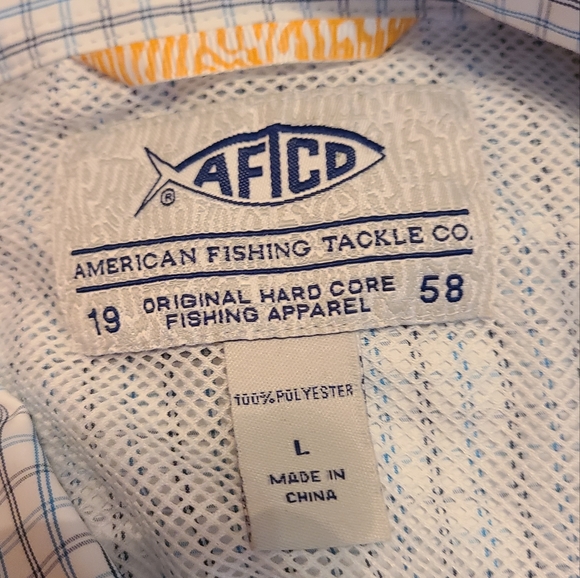 AFTCO
®
AMERICAN FISHING TACKLE CO.
19 ORIGINAL HARD CORE 58
FISHING APPAREL
100% POLYESTER
L
MADE IN
CHINA